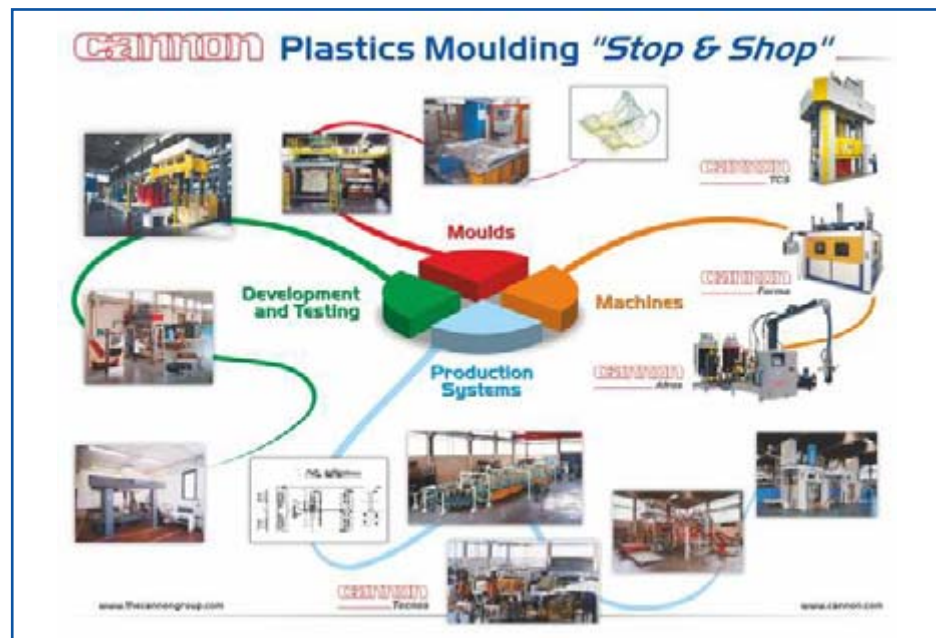 cannon Plastics Moulding "Stop & Shop"
cannon
TCS
Moulds
cannon
Forma
Development
and Testing
Machines
cannon
Afros
Production
Systems
cannon
Tecnos
www.thecannongroup.com
www.cannon.com